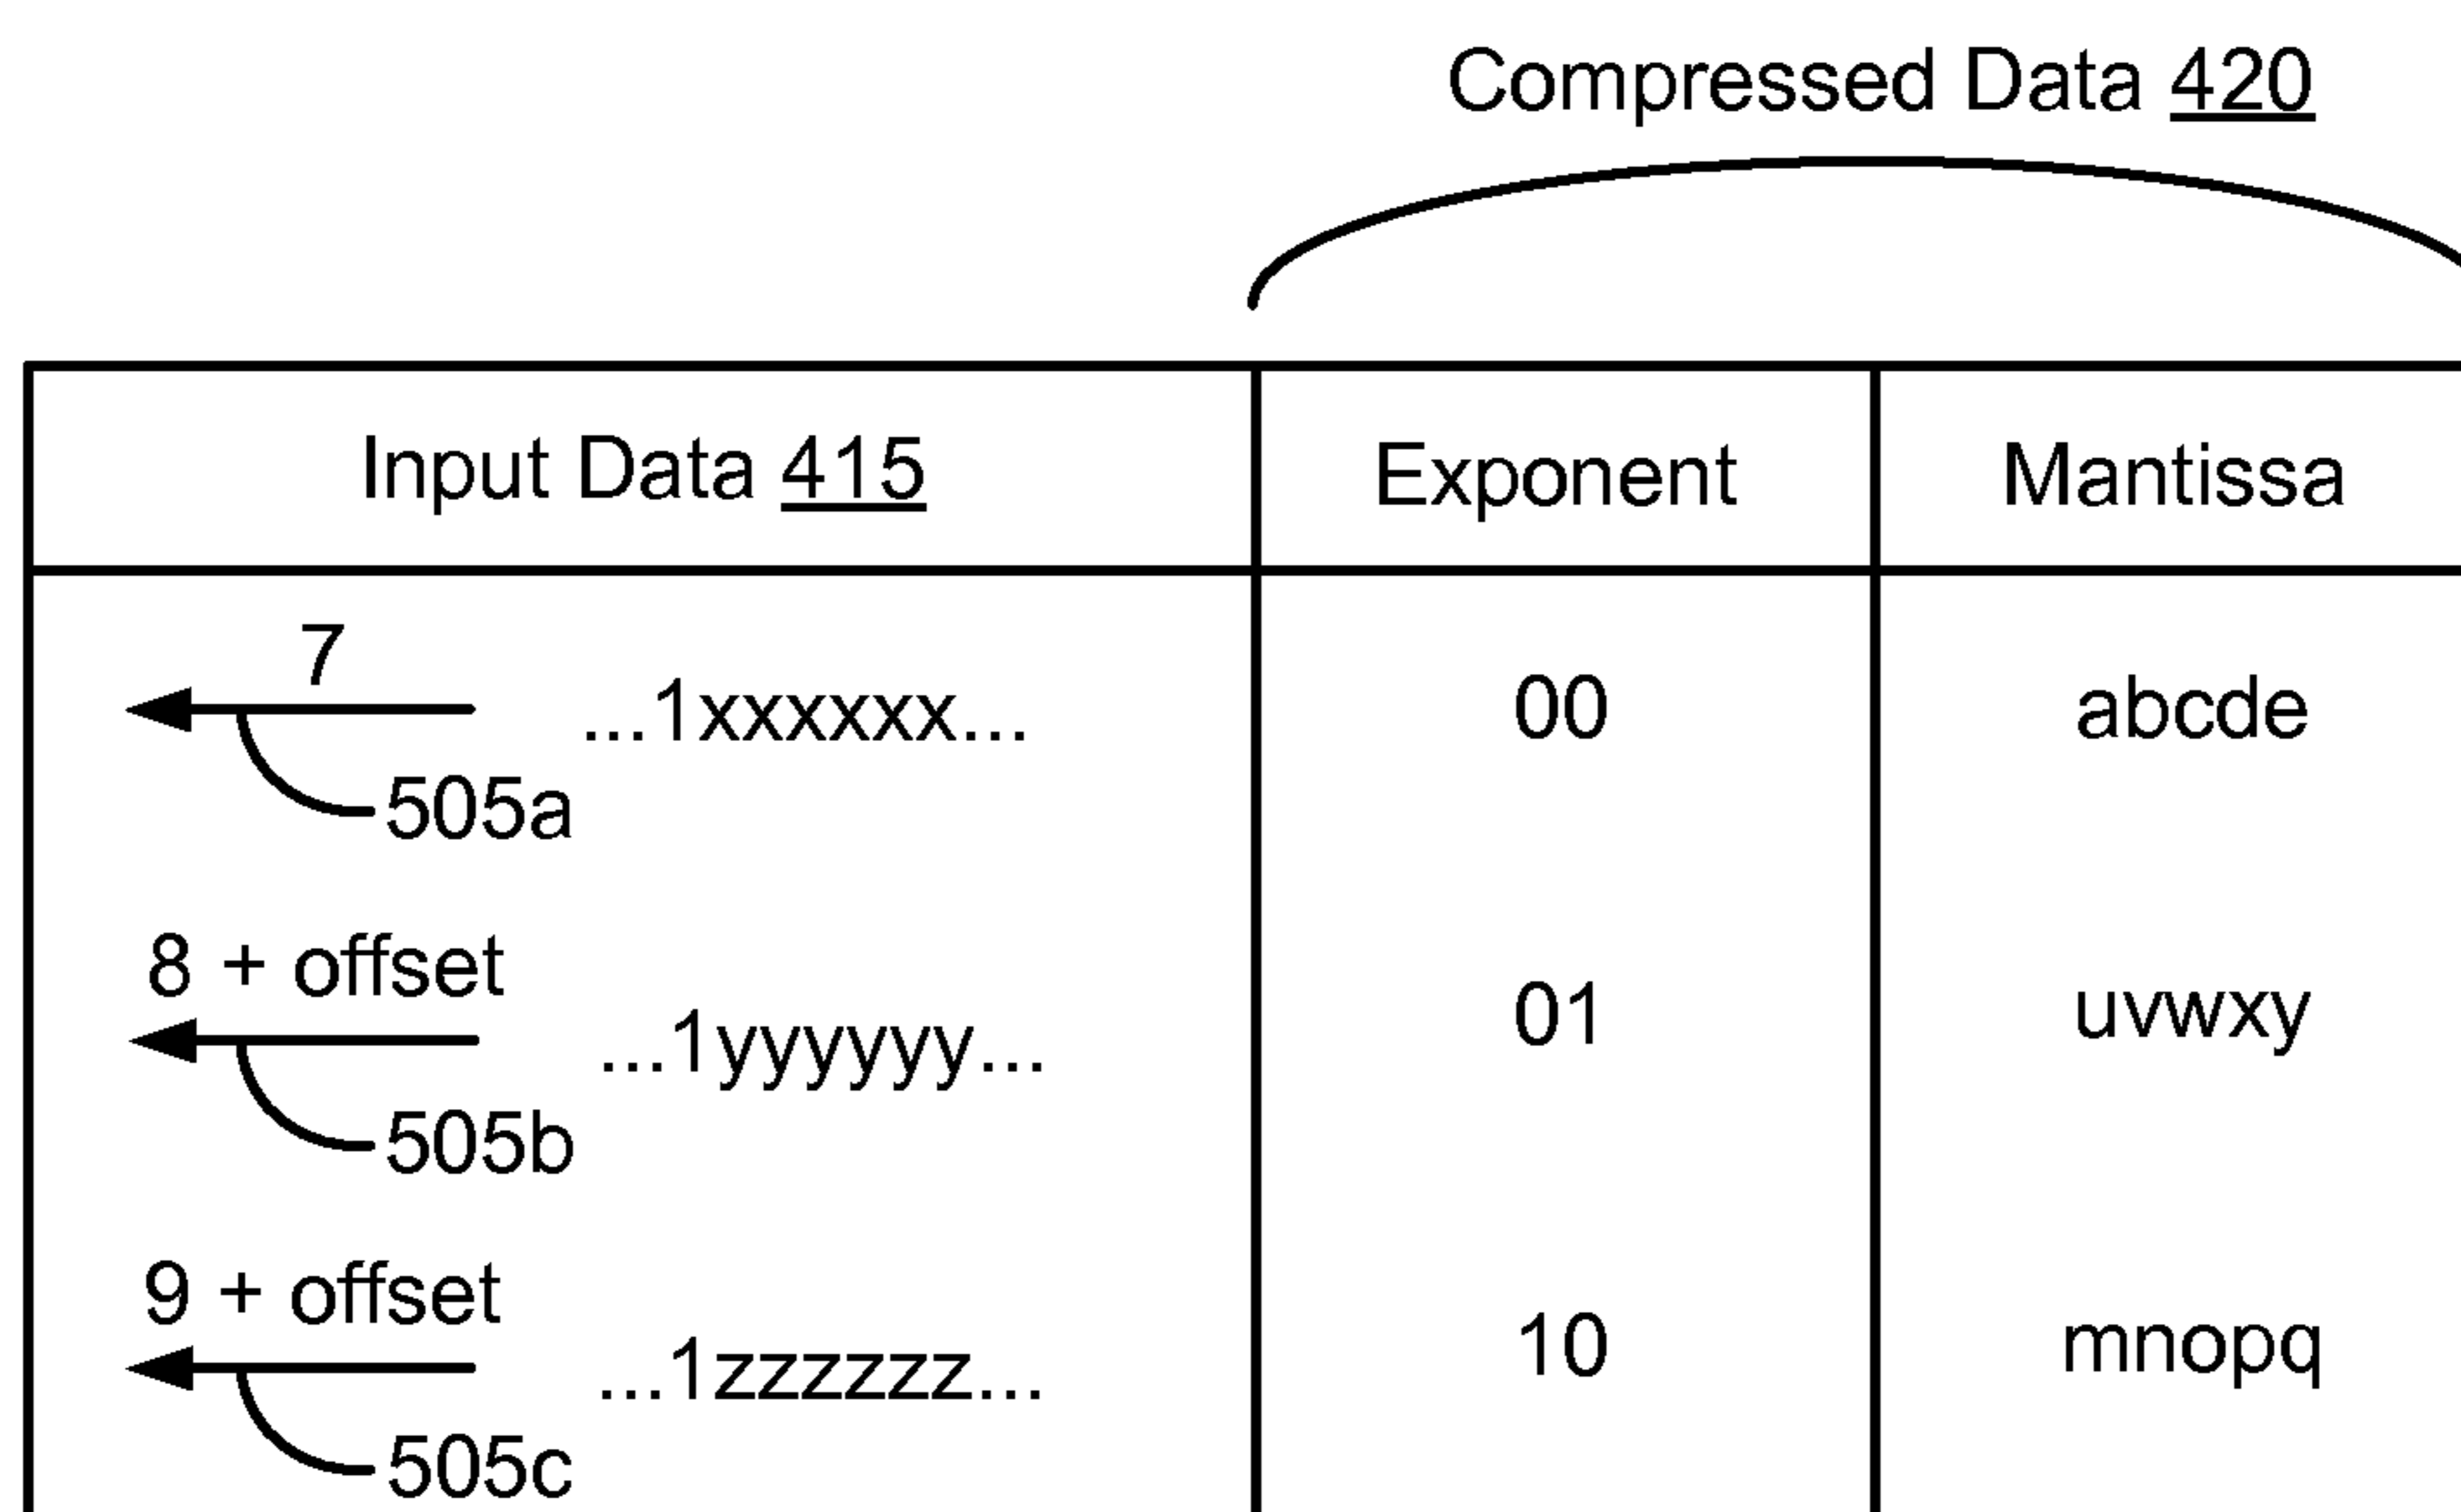 Compressed Data 420
Input Data 415 Exponent Mantissa
7
...1xxxxxx... 00 abcde
505a
8 + offset
...1yyyyyy... 01 uvwxy
505b
9 + offset
...1zzzzzz... 10 mnopq
505c